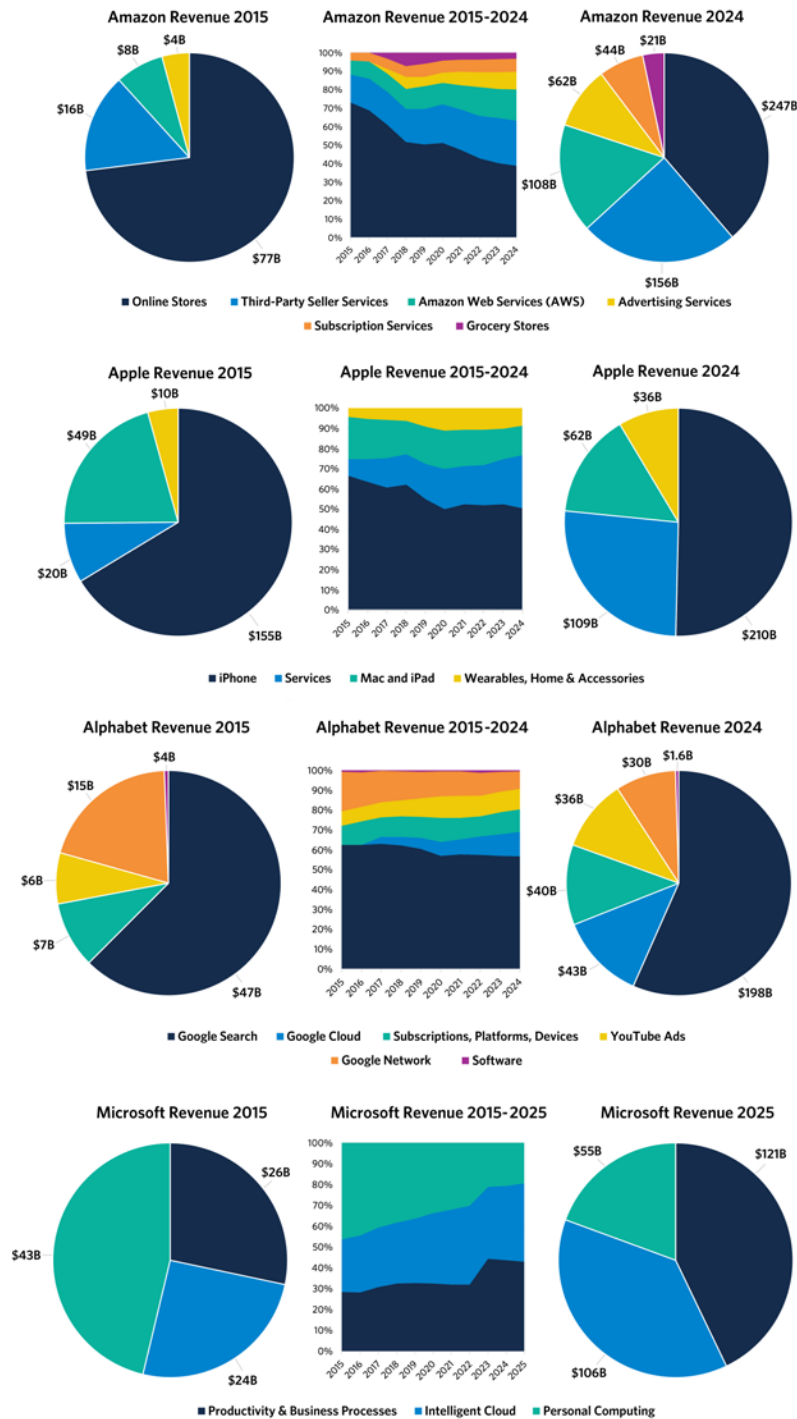 Amazon Revenue 2015
$4B
$8B
$16B
$77B
Amazon Revenue 2015-2024
100%
90%
80%
70%
60%
50%
40%
30%
20%
10%
0%
2015
2016
2017
2018
2019
2020
2021
2022
2023
2024
Amazon Revenue 2024
$21B
$44B
$62B
$108B
$247B
$156B
Online Stores Third-Party Seller Services Amazon Web Services (AWS) Advertising Services
Subscription Services Grocery Stores
Apple Revenue 2015
$10B
$49B
$20B
$155B
Apple Revenue 2015-2024
100%
90%
80%
70%
60%
50%
40%
30%
20%
10%
0%
2015
2016
2017
2018
2019
2020
2021
2022
2023
2024
Apple Revenue 2024
$36B
$62B
$109B
$210B
iPhone Services Mac and iPad Wearables, Home & Accessories
Alphabet Revenue 2015
$4B
$15B
$6B
$7B
$47B
Alphabet Revenue 2015-2024
100%
90%
80%
70%
60%
50%
40%
30%
20%
10%
0%
2015
2016
2017
2018
2019
2020
2021
2022
2023
2024
Alphabet Revenue 2024
$1.6B
$30B
$36B
$40B
$43B
$198B
Google Search Google Cloud Subscriptions, Platforms, Devices YouTube Ads
Google Network Software
Microsoft Revenue 2015
$26B
$43B
$24B
Microsoft Revenue 2015-2025
100%
90%
80%
70%
60%
50%
40%
30%
20%
10%
0%
2015
2016
2017
2018
2019
2020
2021
2022
2023
2024
2025
Microsoft Revenue 2025
$55B
$121B
$106B
Productivity & Business Processes Intelligent Cloud Personal Computing